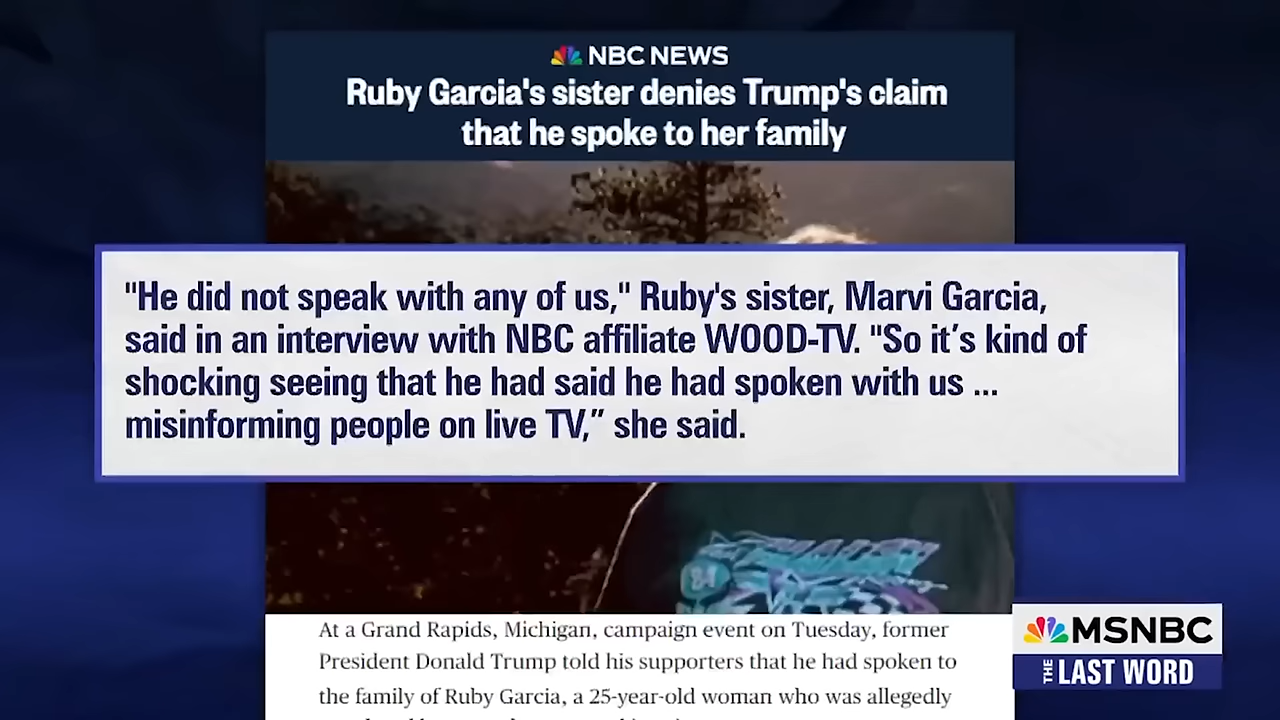 NBC NEWS
Ruby Garcia's sister denies Trump's claim
that he spoke to her family
"He did not speak with any of us," Ruby's sister, Marvi Garcia,
said in an interview with NBC affiliate WOOD-TV. "So it’s kind of
shocking seeing that he had said he had spoken with us ...
misinforming people on live TV,” she said.
84
At a Grand Rapids, Michigan, campaign event on Tuesday, former
President Donald Trump told his supporters that he had spoken to
the family of Ruby Garcia, a 25-year-old woman who was allegedly
MSNBC
THE LAST WORD